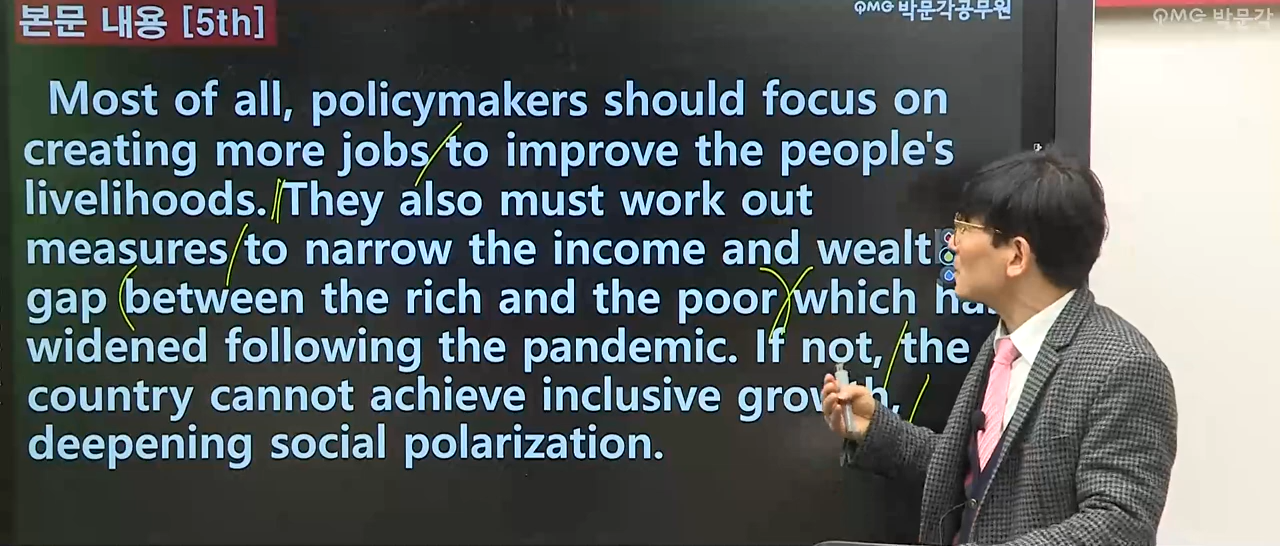 본문 내용 [5th]
QMG 박문각공무원
QMG 박문각
Most of all, policymakers should focus on
creating more jobs to improve the people's
livelihoods. They also must work out
measures to narrow the income and wealt
gap between the rich and the poor which ha
widened following the pandemic. If not, the
country cannot achieve inclusive growth,
deepening social polarization.